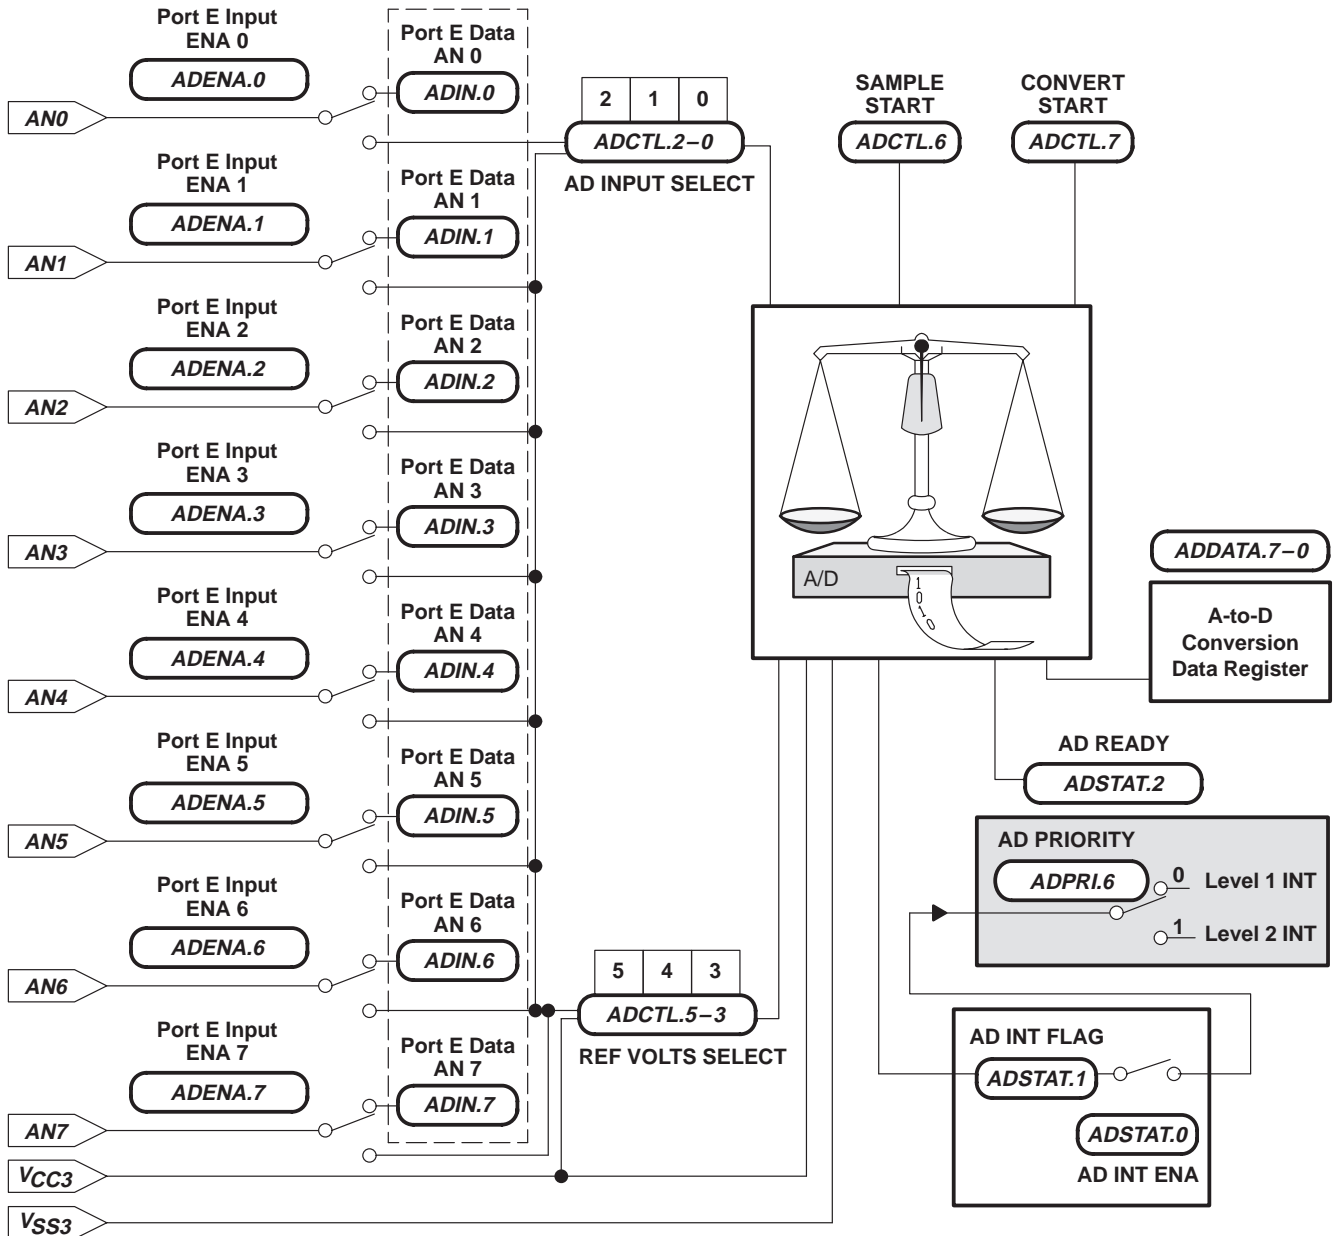 Port E Input
ENA 0
ADENA.0
AN0
Port E Data
AN 0
ADIN.0
Port E Input
ENA 1
ADENA.1
AN1
Port E Data
AN 1
ADIN.1
Port E Input
ENA 2
ADENA.2
AN2
Port E Data
AN 2
ADIN.2
Port E Input
ENA 3
ADENA.3
AN3
Port E Data
AN 3
ADIN.3
Port E Input
ENA 4
ADENA.4
AN4
Port E Data
AN 4
ADIN.4
Port E Input
ENA 5
ADENA.5
AN5
Port E Data
AN 5
ADIN.5
Port E Input
ENA 6
ADENA.6
AN6
Port E Data
AN 6
ADIN.6
Port E Input
ENA 7
ADENA.7
AN7
Port E Data
AN 7
ADIN.7
VCC3
VSS3
2 1 0
ADCTL.2–0
AD INPUT SELECT
SAMPLE
START
ADCTL.6
CONVERT
START
ADCTL.7
A/D
1
0
1
0
ADDATA.7–0
A-to-D
Conversion
Data Register
AD READY
ADSTAT.2
AD PRIORITY
ADPRI.6
0 Level 1 INT
1 Level 2 INT
5 4 3
ADCTL.5–3
REF VOLTS SELECT
AD INT FLAG
ADSTAT.1
ADSTAT.0
AD INT ENA